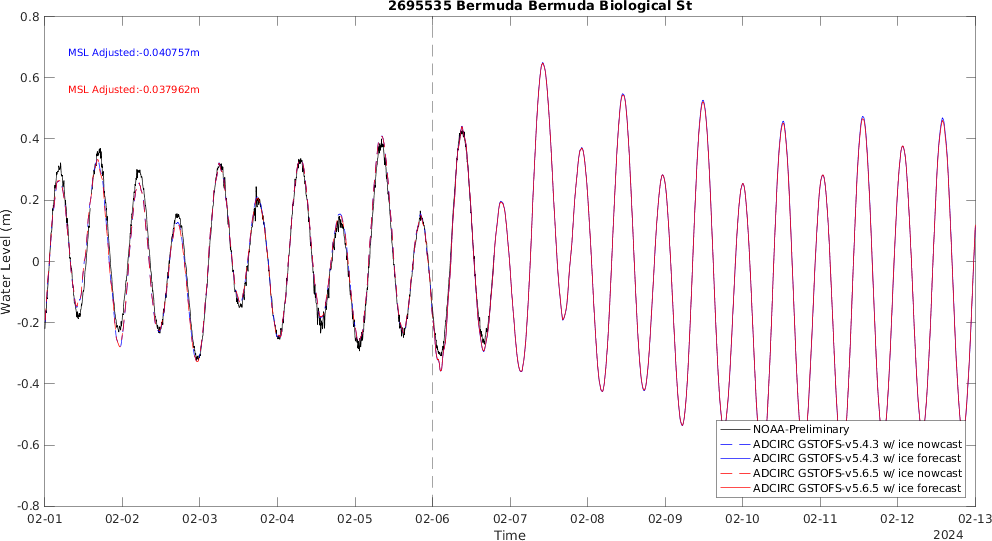 2695535 Bermuda Bermuda Biological St
0.8
MSL Adjusted:-0.040757m
0.6
MSL Adjusted:-0.037962m
0.4
0.2
Water Level (m)
0
-0.2
-0.4
NOAA-Preliminary
-0.6
ADCIRC GSTOFS-v5.4.3 w/ ice nowcast
ADCIRC GSTOFS-v5.4.3 w/ ice forecast
ADCIRC GSTOFS-v5.6.5 w/ ice nowcast
ADCIRC GSTOFS-v5.6.5 w/ ice forecast
-0.8
02-01 02-02 02-03 02-04 02-05 02-06 02-07 02-08 02-09 02-10 02-11 02-12 02-13
Time
2024